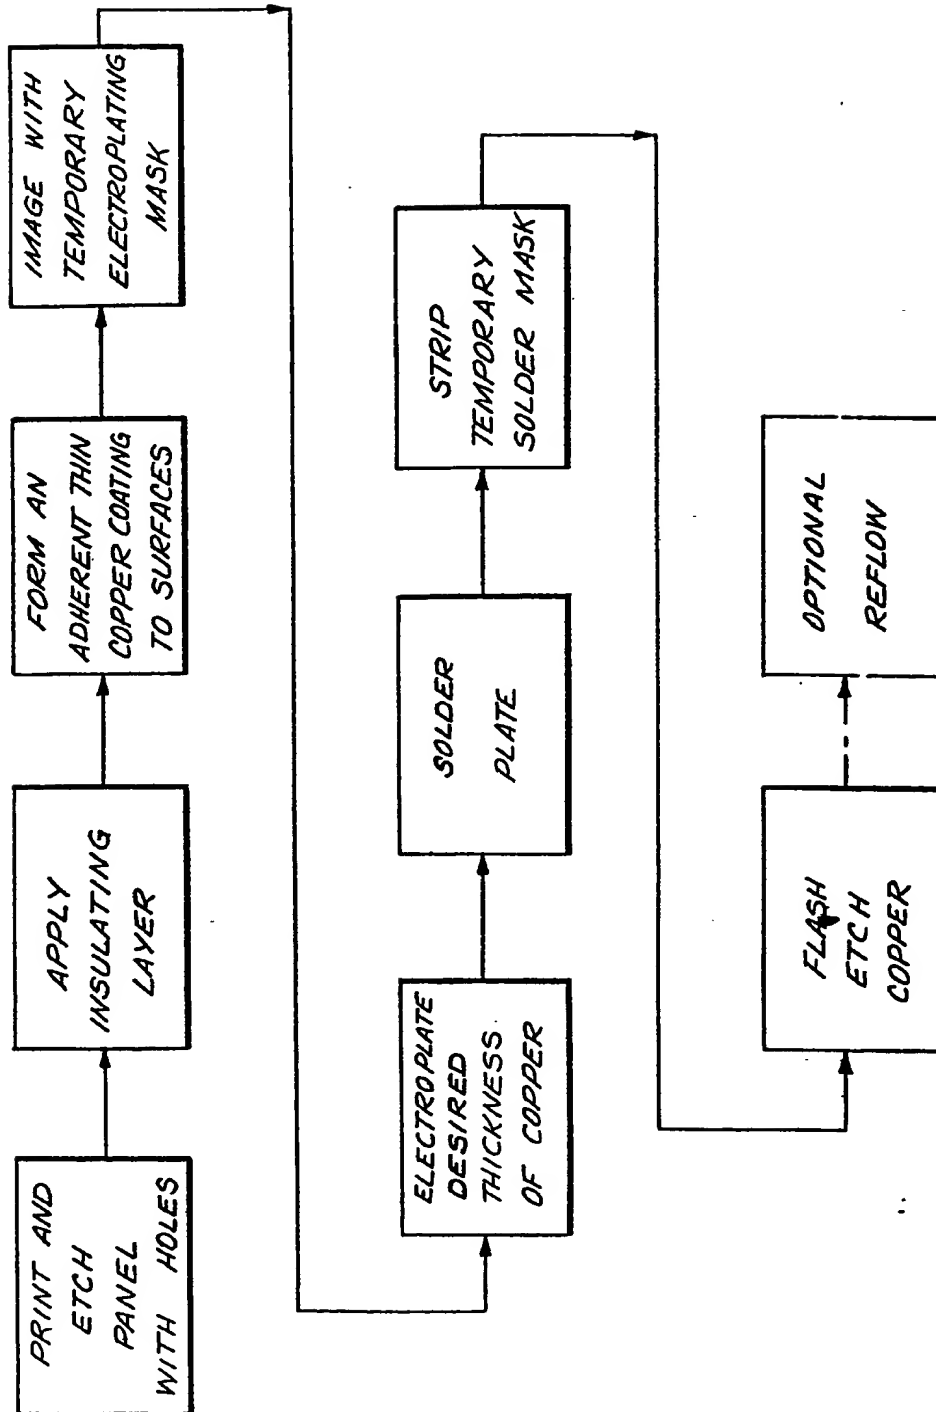 PRINT AND
ETCH
PANEL
WITH HOLES
APPLY
INSULATING
LAYER
FORM AN
ADHERENT THIN
COPPER COATING
TO SURFACES
IMAGE WITH
TEMPORARY
ELECTROPLATING
MASK
ELECTROPLATE
DESIRED
THICKNESS
OF COPPER
SOLDER
PLATE
STRIP
TEMPORARY
SOLDER MASK
FLASH
ETCH
COPPER
OPTIONAL
REFLOW